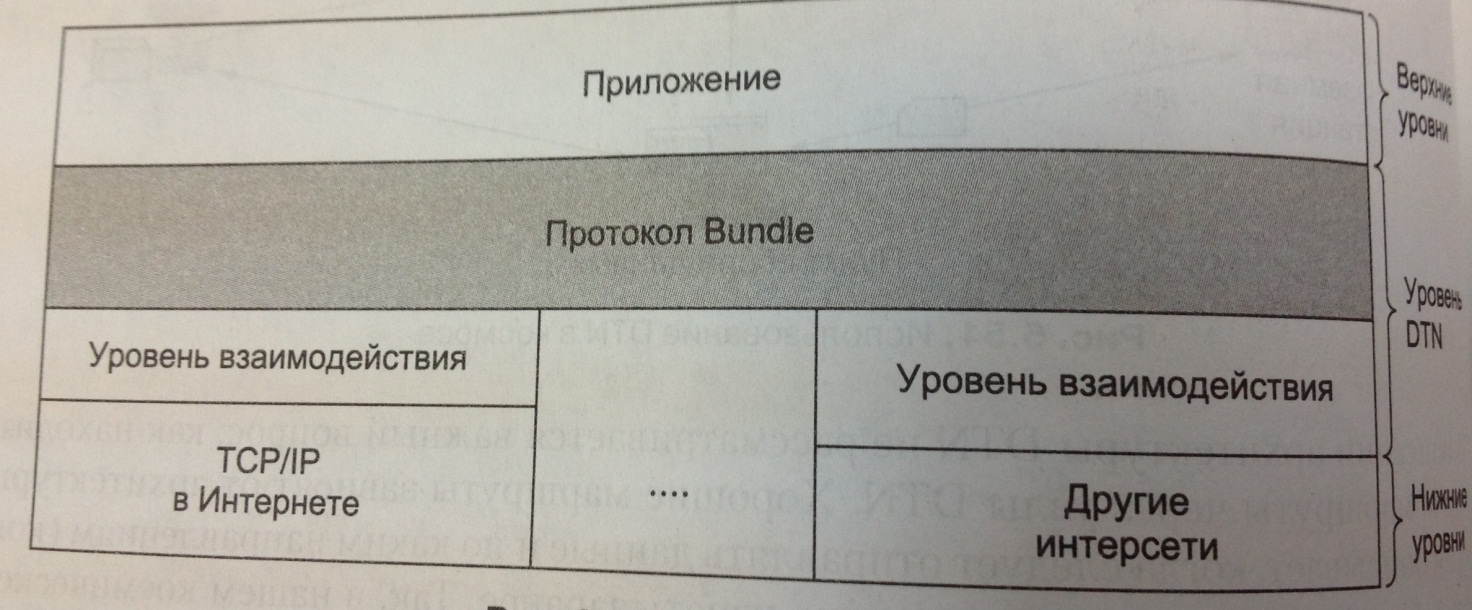 Приложение
Верхние
уровни
Протокол Bundle
Уровень
DTN
Уровень взаимодействия
Уровень взаимодействия
TCP/IP
в Интернете
....
Другие
интерсети
Нижние
уровни